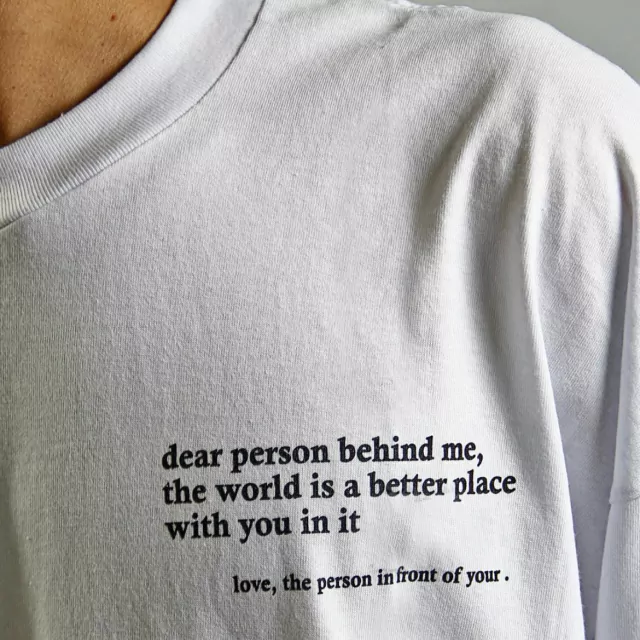 dear person behind me,
the world is a better place
with you in it
love, the person infront of your.